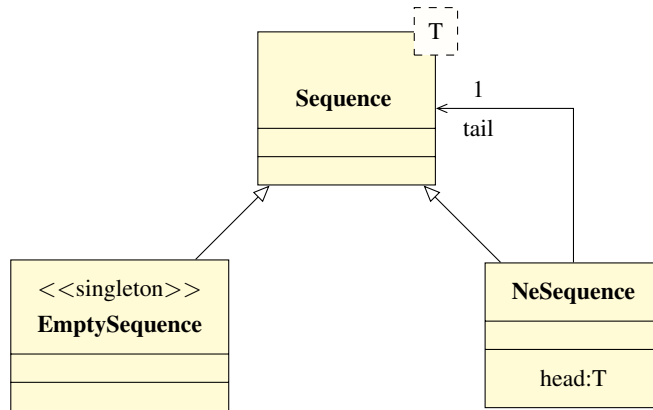 T
Sequence
1
tail
<<singleton>>
EmptySequence
NeSequence
head:T